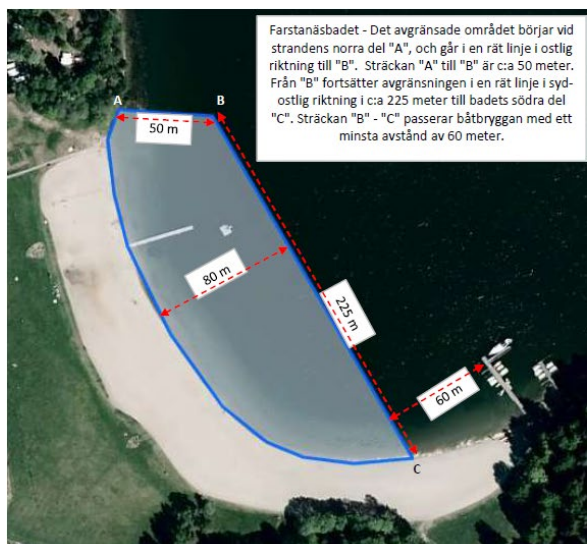 Farstanäsbadet - Det avgränsade området börjar vid
strandens norra del "A", och går i en rät linje i ostlig
riktning till "B". Sträckan "A" till "B" är c:a 50 meter.
Från "B" fortsätter avgränsningen i en rät linje i syd-
ostlig riktning i c:a 225 meter till badets södra del
"C". Sträckan "B" - "C" passerar båtbryggan med ett
minsta avstånd av 60 meter.
A
B
50 m
80 m
225 m
60 m
C